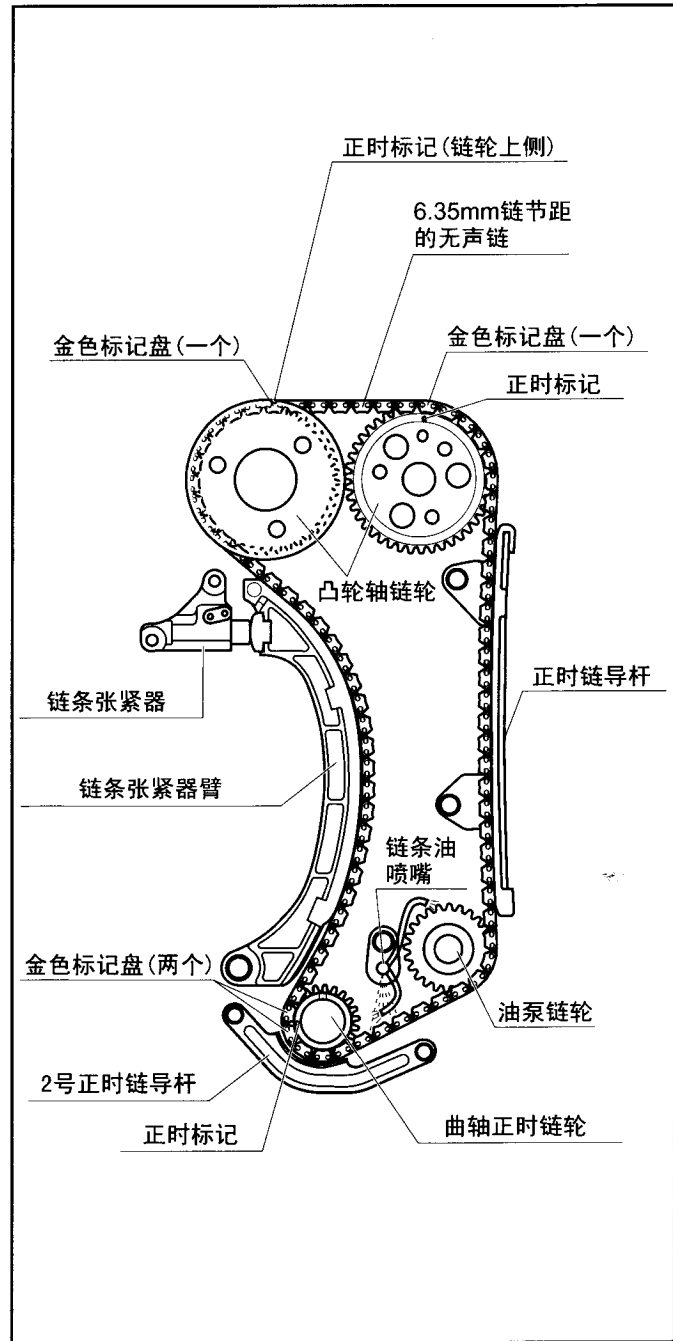 正时标记(链轮上侧)
6.35mm链节距
的无声链
金色标记盘(一个)
金色标记盘(一个)
正时标记
凸轮轴链轮
链条张紧器
正时链导杆
链条张紧器臂
链条油
喷嘴
金色标记盘(两个)
油泵链轮
2号正时链导杆
正时标记
曲轴正时链轮